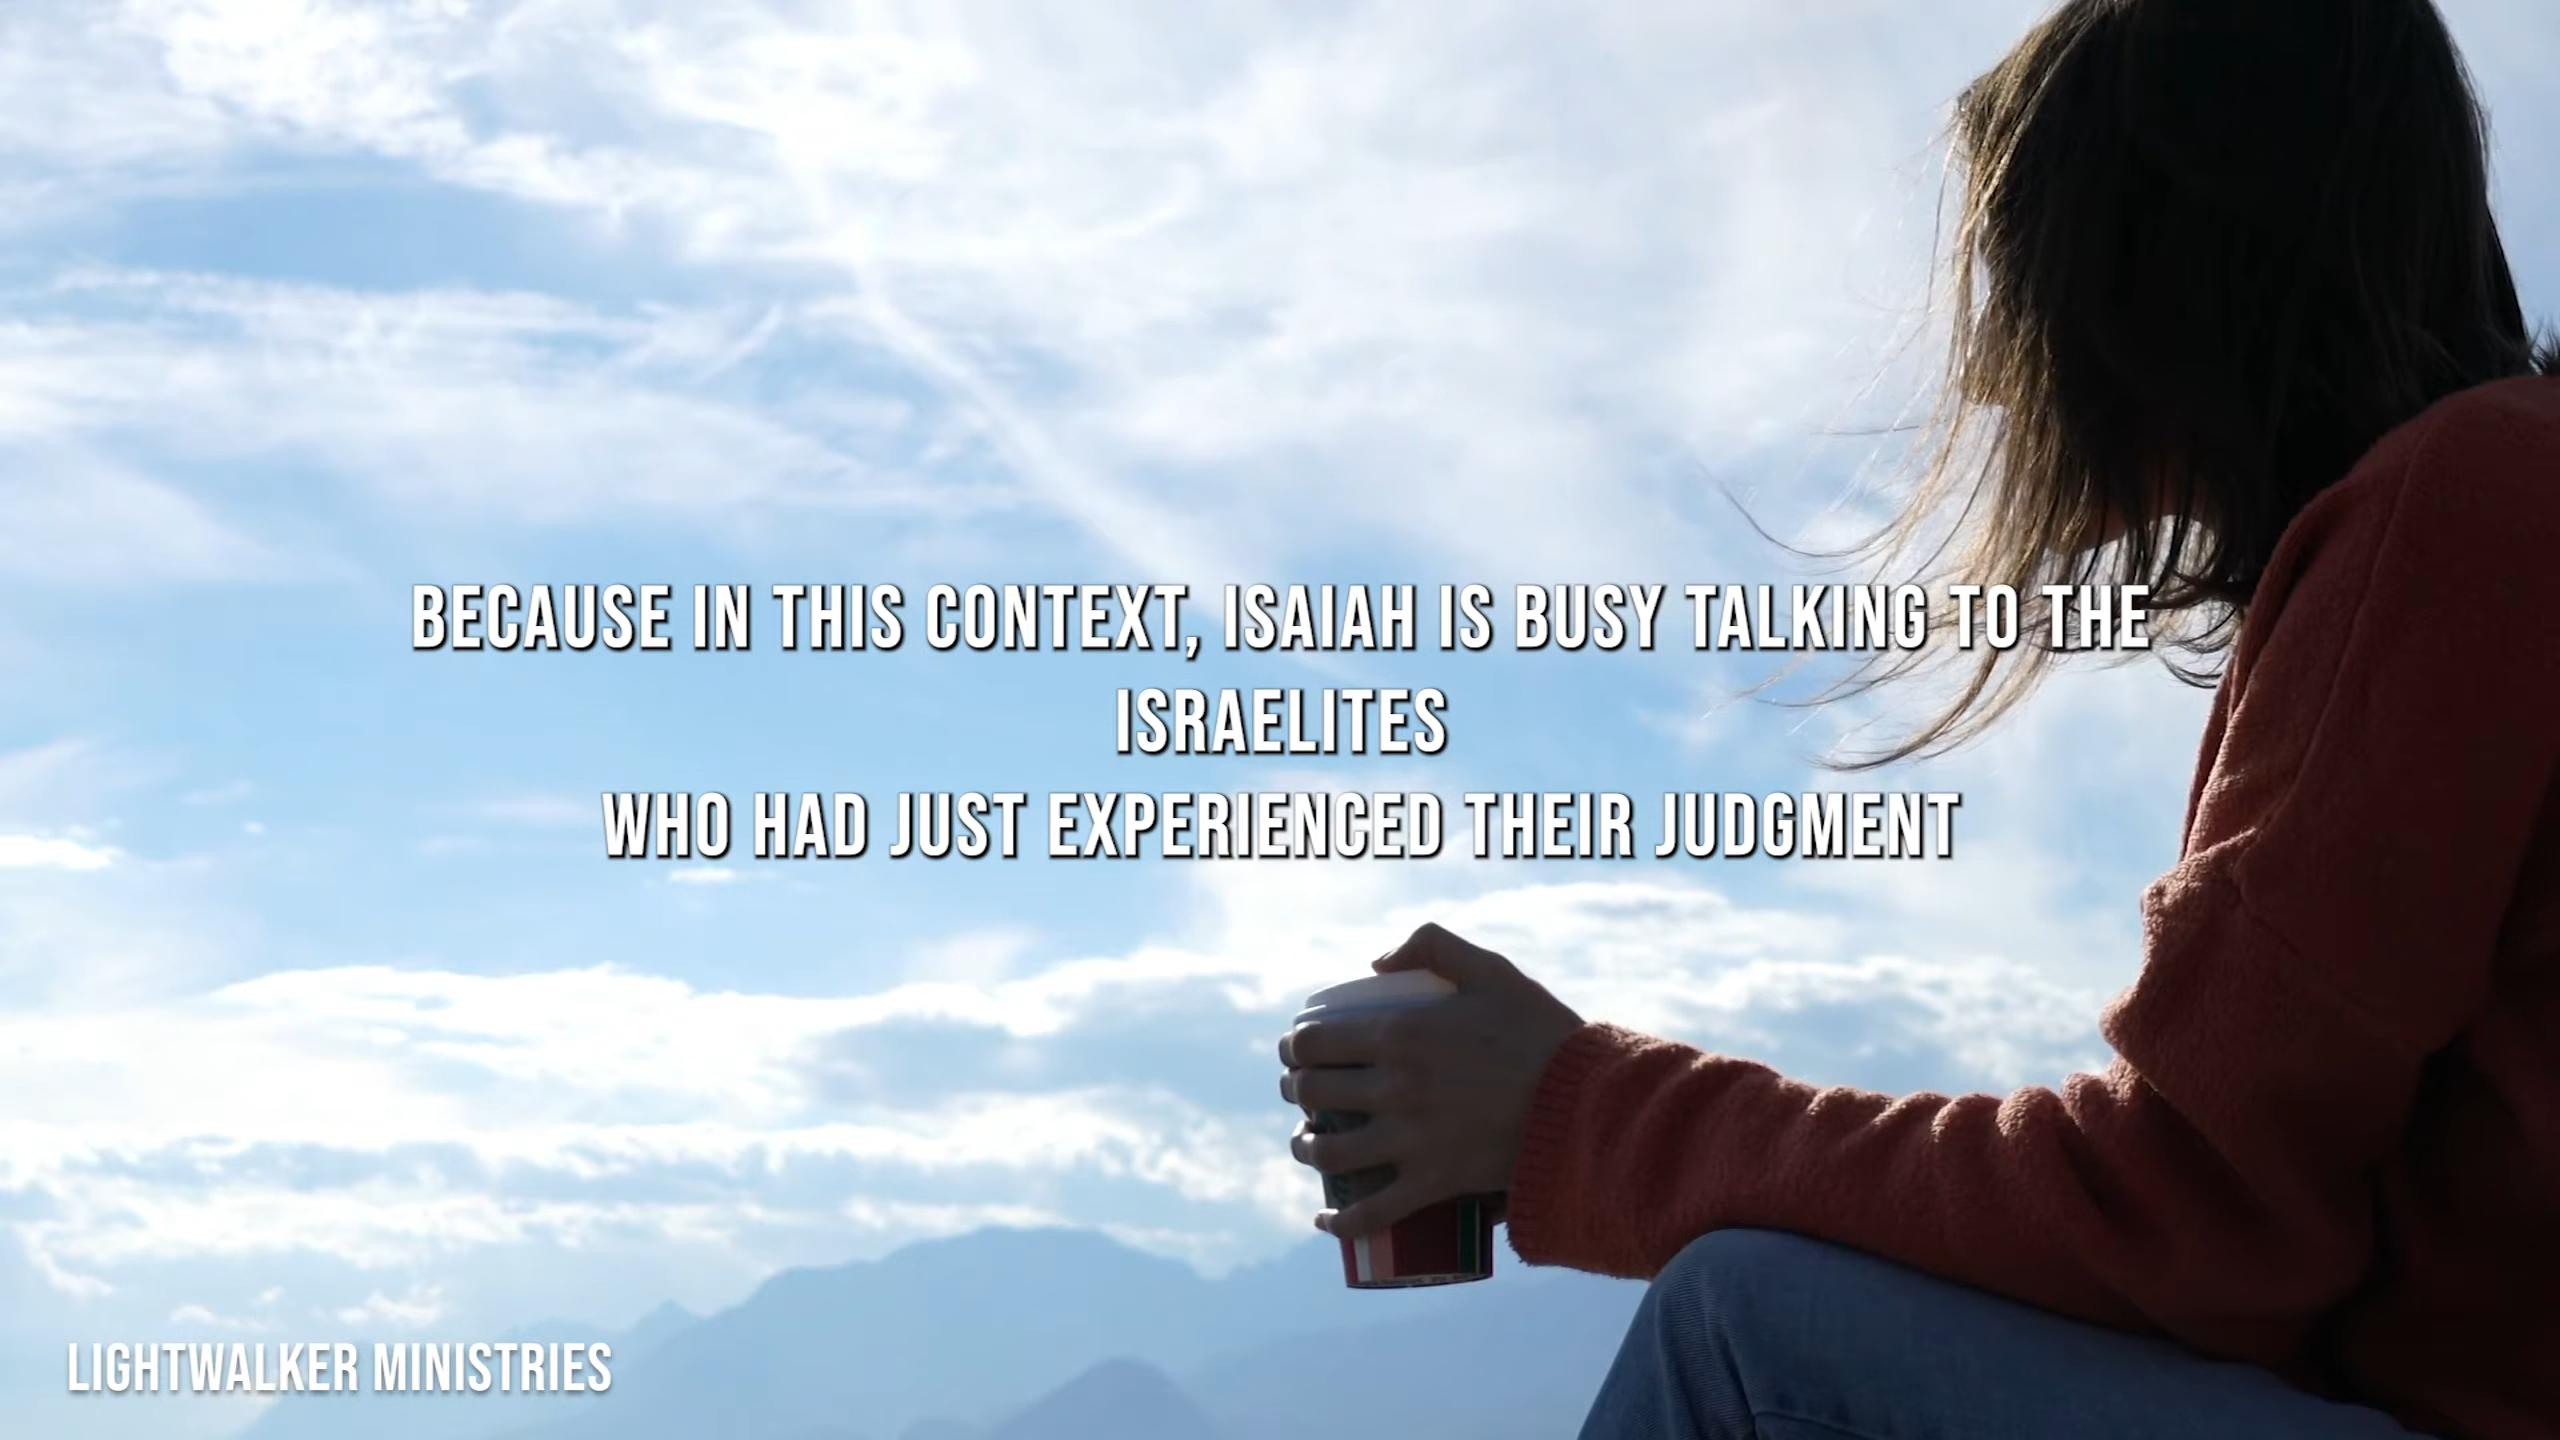 BECAUSE IN THIS CONTEXT, ISAIAH IS BUSY TALKING TO THE
ISRAELITES
WHO HAD JUST EXPERIENCED THEIR JUDGMENT
LIGHTWALKER MINISTRIES